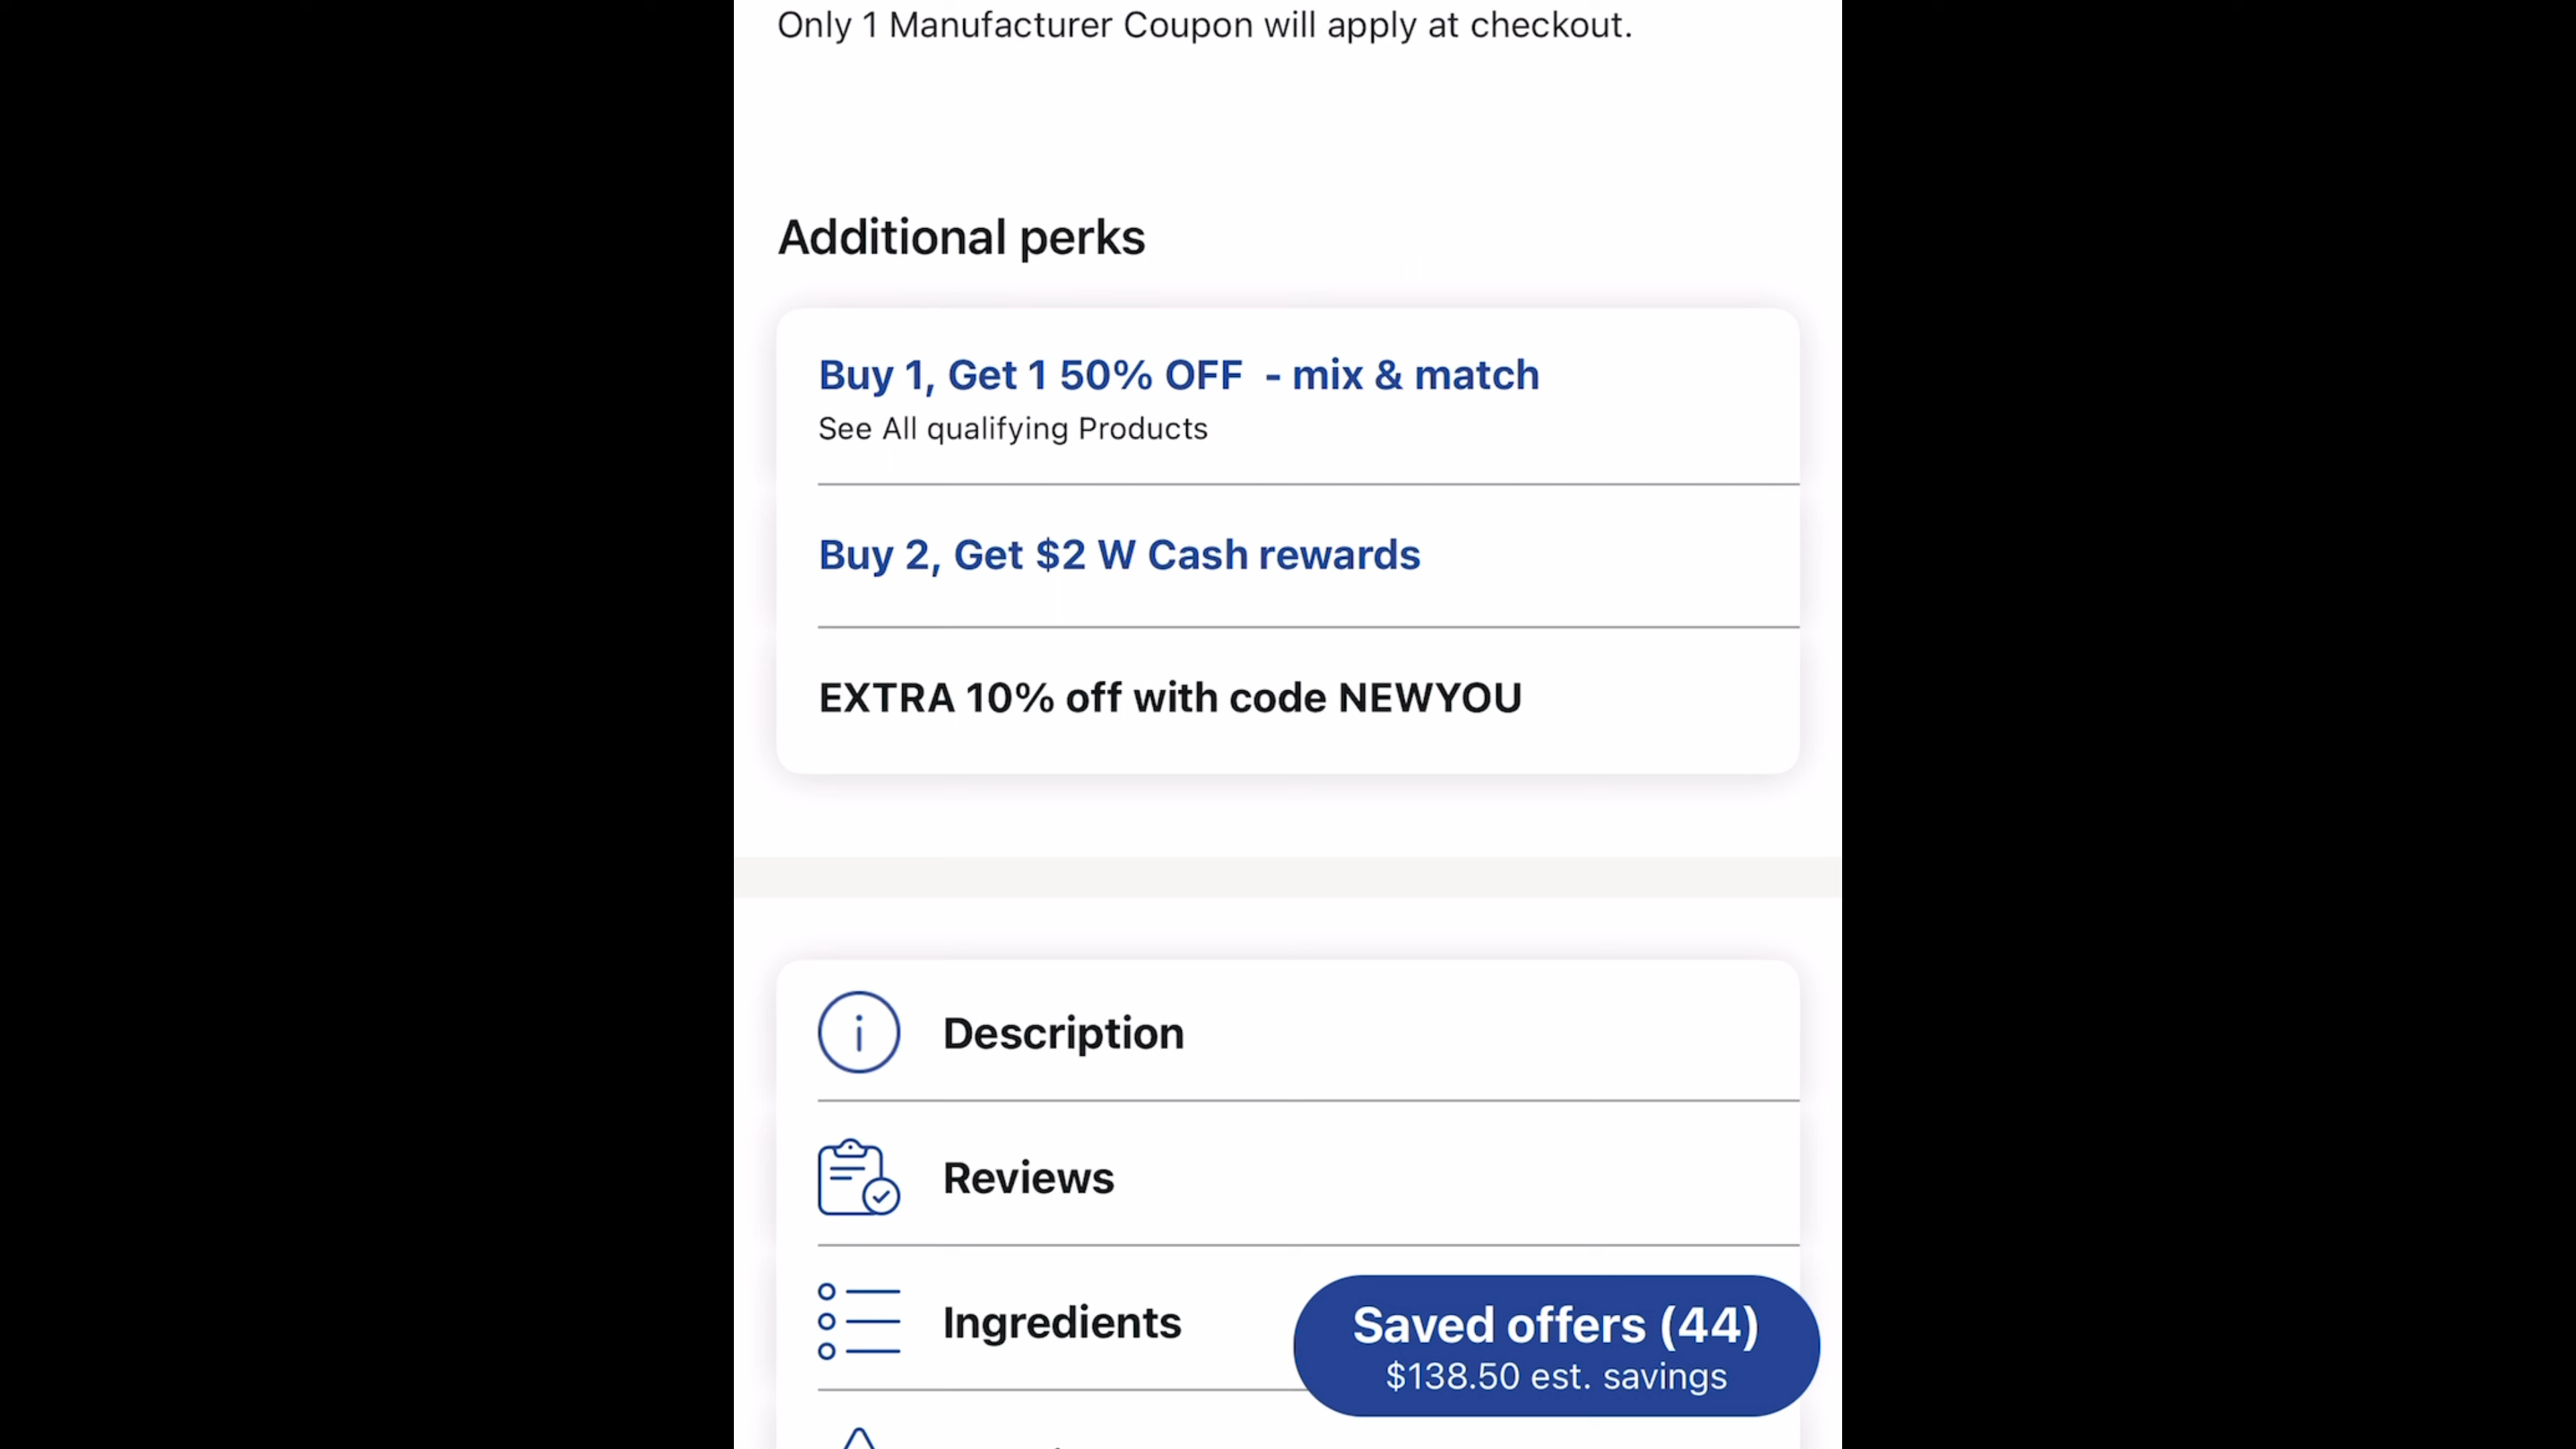 Only 1 Manufacturer Coupon will apply at checkout.
Additional perks
Buy 1, Get 1 50% OFF - mix & match
See All qualifying Products
Buy 2, Get $2 W Cash rewards
EXTRA 10% off with code NEWYOU
Description
Reviews
Ingredients
Saved offers (44)
$138.50 est. savings